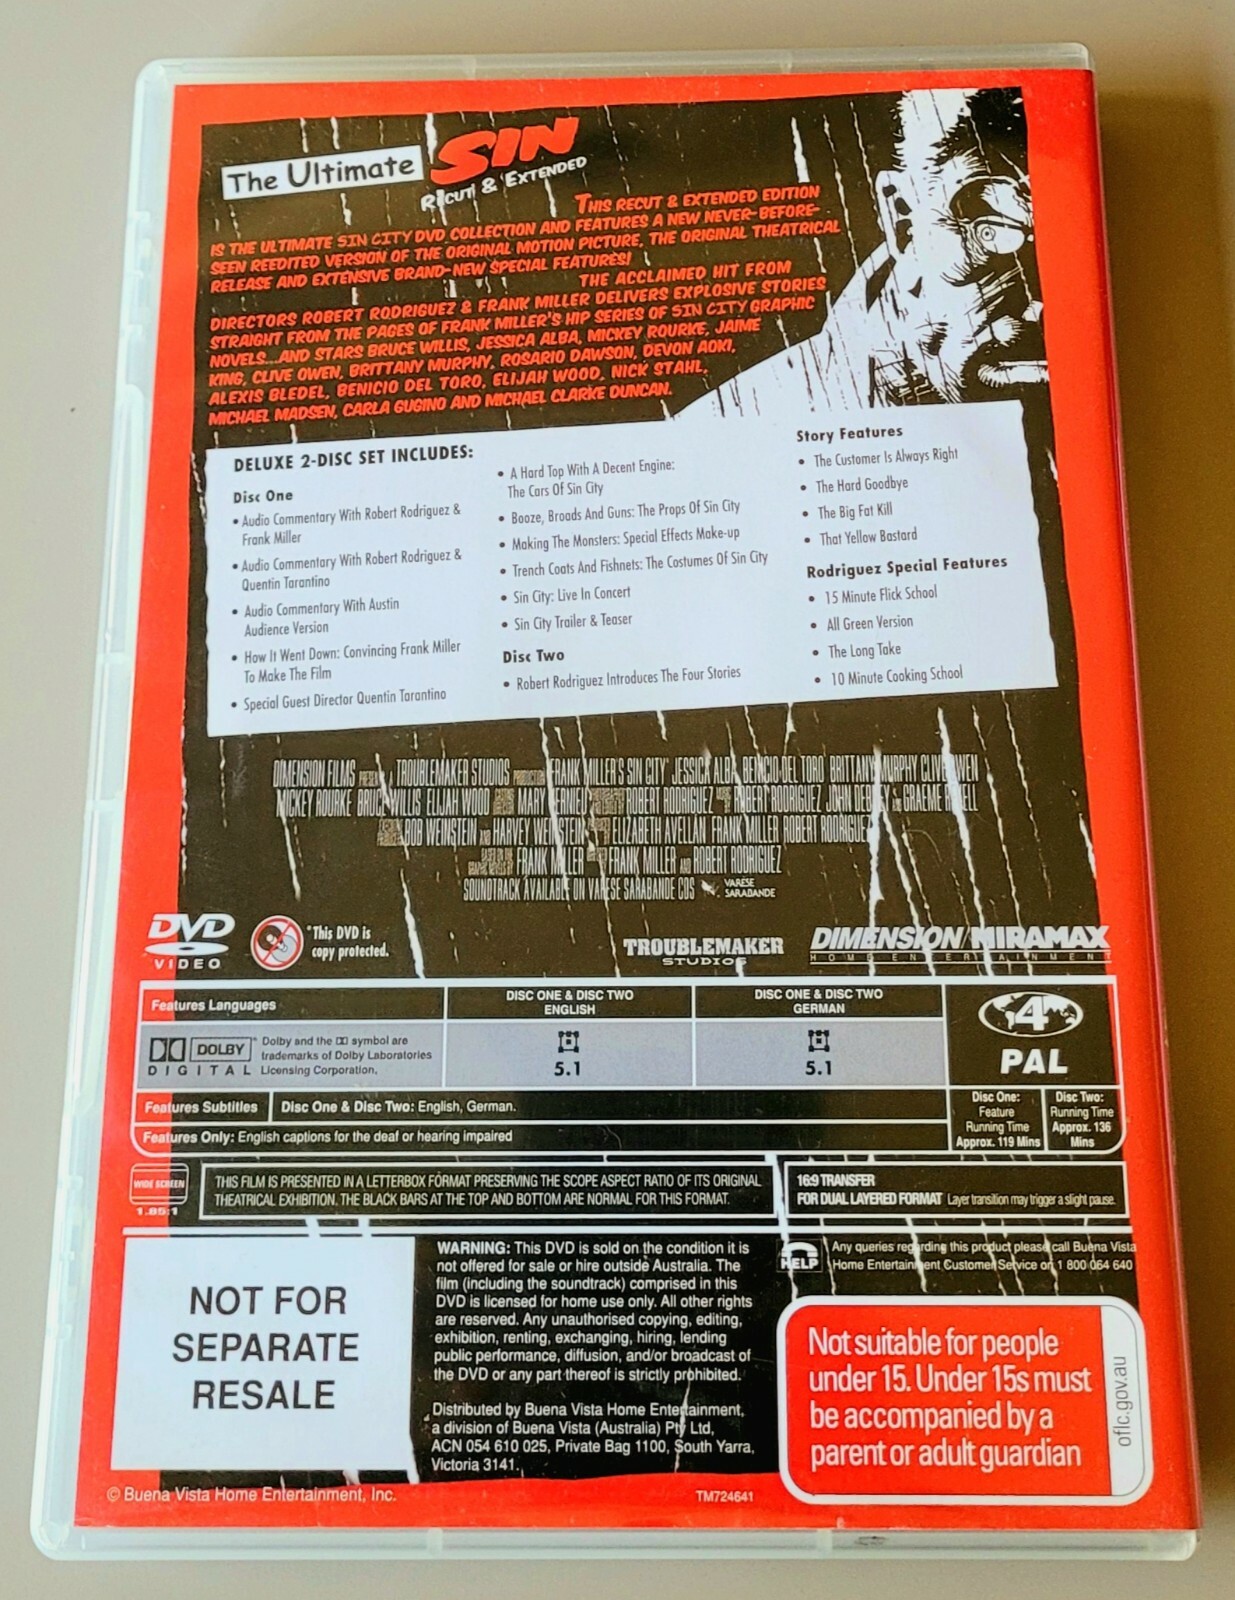 The Ultimate SIN
RECUT & EXTENDED
THIS RECUT & EXTENDED EDITION
IS THE ULTIMATE SIN CITY DVD COLLECTION AND FEATURES A NEW NEVER-BEFORE-
SEEN REEDITED VERSION OF THE ORIGINAL MOTION PICTURE, THE ORIGINAL THEATRICAL
RELEASE AND EXTENSIVE BRAND-NEW SPECIAL FEATURES!
THE ACCLAIMED HIT FROM
DIRECTORS ROBERT RODRIGUEZ & FRANK MILLER DELIVERS EXPLOSIVE STORIES
STRAIGHT FROM THE PAGES OF FRANK MILLER'S HIP SERIES OF SIN CITY GRAPHIC
NOVELS...AND STARS BRUCE WILLIS, JESSICA ALBA, MICKEY ROURKE, JAIME
KING, CLIVE OWEN, BRITTANY MURPHY, ROSARIO DAWSON, DEVON AOKI,
ALEXIS BLEDEL, BENICIO DEL TORO, ELIJAH WOOD, NICK STAHL,
MICHAEL MADSEN, CARLA GUGINO AND MICHAEL CLARKE DUNCAN.
DELUXE 2-DISC SET INCLUDES:
Disc One
• Audio Commentary With Robert Rodriguez &
Frank Miller
• Audio Commentary With Robert Rodriguez &
Quentin Tarantino
• Audio Commentary With Austin
Audience Version
• How It Went Down: Convincing Frank Miller
To Make The Film
• Special Guest Director Quentin Tarantino
• A Hard Top With A Decent Engine:
The Cars Of Sin City
• Booze, Broads And Guns: The Props Of Sin City
• Making The Monsters: Special Effects Make-up
• Trench Coats And Fishnets: The Costumes Of Sin City
• Sin City: Live In Concert
• Sin City Trailer & Teaser
Disc Two
• Robert Rodriguez Introduces The Four Stories
Story Features
• The Customer Is Always Right
• The Hard Goodbye
• The Big Fat Kill
• That Yellow Bastard
Rodriguez Special Features
• 15 Minute Flick School
• All Green Version
• The Long Take
• 10 Minute Cooking School
DIMENSION FILMS PRESENTS A TROUBLEMAKER STUDIOS PRODUCTION FRANK MILLER'S SIN CITY" JESSICA ALBA BENICIO DEL TORO BRITTANY MURPHY CLIVE OWEN
MICKEY ROURKE BRUCE WILLIS ELIJAH WOOD MARY VERNIEU ROBERT RODRIGUEZ ROBERT RODRIGUEZ JOHN DEBNEY & GRAEME REVELL
BOB WEINSTEIN AND HARVEY WEINSTEIN ELIZABETH AVELLAN FRANK MILLER ROBERT RODRIGUEZ
BASED ON THE GRAPHIC NOVELS BY FRANK MILLER FRANK MILLER AND ROBERT RODRIGUEZ
SOUNDTRACK AVAILABLE ON VARÈSE SARABANDE CDS VARÈSE SARABANDE
DVD
VIDEO
*This DVD is
copy protected.
TROUBLEMAKER
STUDIOS
DIMENSION/MIRAMAX
HOME ENTERTAINMENT
Features Languages
DISC ONE & DISC TWO
ENGLISH
DISC ONE & DISC TWO
GERMAN
4
PAL
DOLBY
DIGITAL
Dolby and the DD symbol are
trademarks of Dolby Laboratories
Licensing Corporation.
5.1
5.1
Features Subtitles
Disc One & Disc Two: English, German.
Features Only: English captions for the deaf or hearing impaired
Disc One:
Feature
Running Time
Approx. 119 Mins
Disc Two:
Running Time
Approx. 136
Mins
WIDE SCREEN
1.85:1
THIS FILM IS PRESENTED IN A LETTERBOX FORMAT PRESERVING THE SCOPE ASPECT RATIO OF ITS ORIGINAL
THEATRICAL EXHIBITION. THE BLACK BARS AT THE TOP AND BOTTOM ARE NORMAL FOR THIS FORMAT.
16:9 TRANSFER
FOR DUAL LAYERED FORMAT Layer transition may trigger a slight pause.
NOT FOR
SEPARATE
RESALE
WARNING: This DVD is sold on the condition it is
not offered for sale or hire outside Australia. The
film (including the soundtrack) comprised in this
DVD is licensed for home use only. All other rights
are reserved. Any unauthorised copying, editing,
exhibition, renting, exchanging, hiring, lending
public performance, diffusion, and/or broadcast of
the DVD or any part thereof is strictly prohibited.
Distributed by Buena Vista Home Entertainment,
a division of Buena Vista (Australia) Pty Ltd,
ACN 054 610 025, Private Bag 1100, South Yarra,
Victoria 3141.
HELP
Any queries regarding this product please call Buena Vista
Home Entertainment Customer Service on 1 800 064 640
Not suitable for people
under 15. Under 15s must
be accompanied by a
parent or adult guardian
oflc.gov.au
© Buena Vista Home Entertainment, Inc.
TM724641